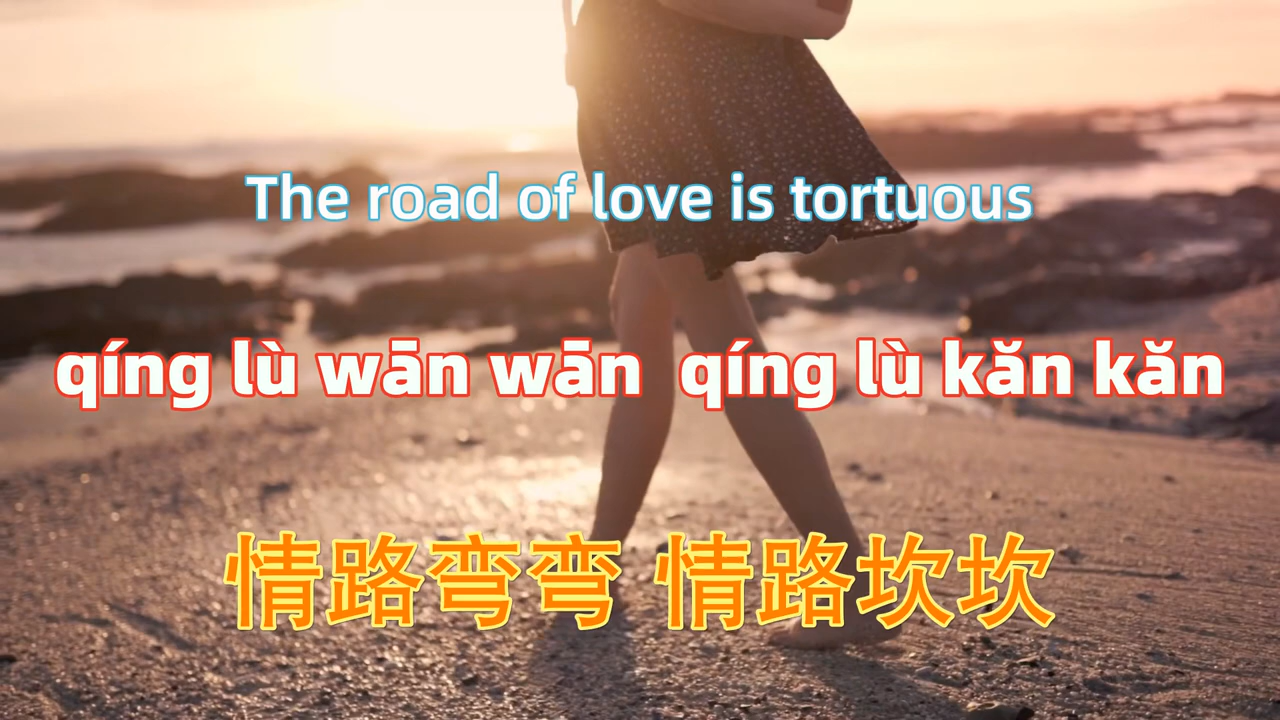 The road of love is tortuous
qíng lù wān wān  qíng lù kǎn kǎn
情路弯弯 情路坎坎